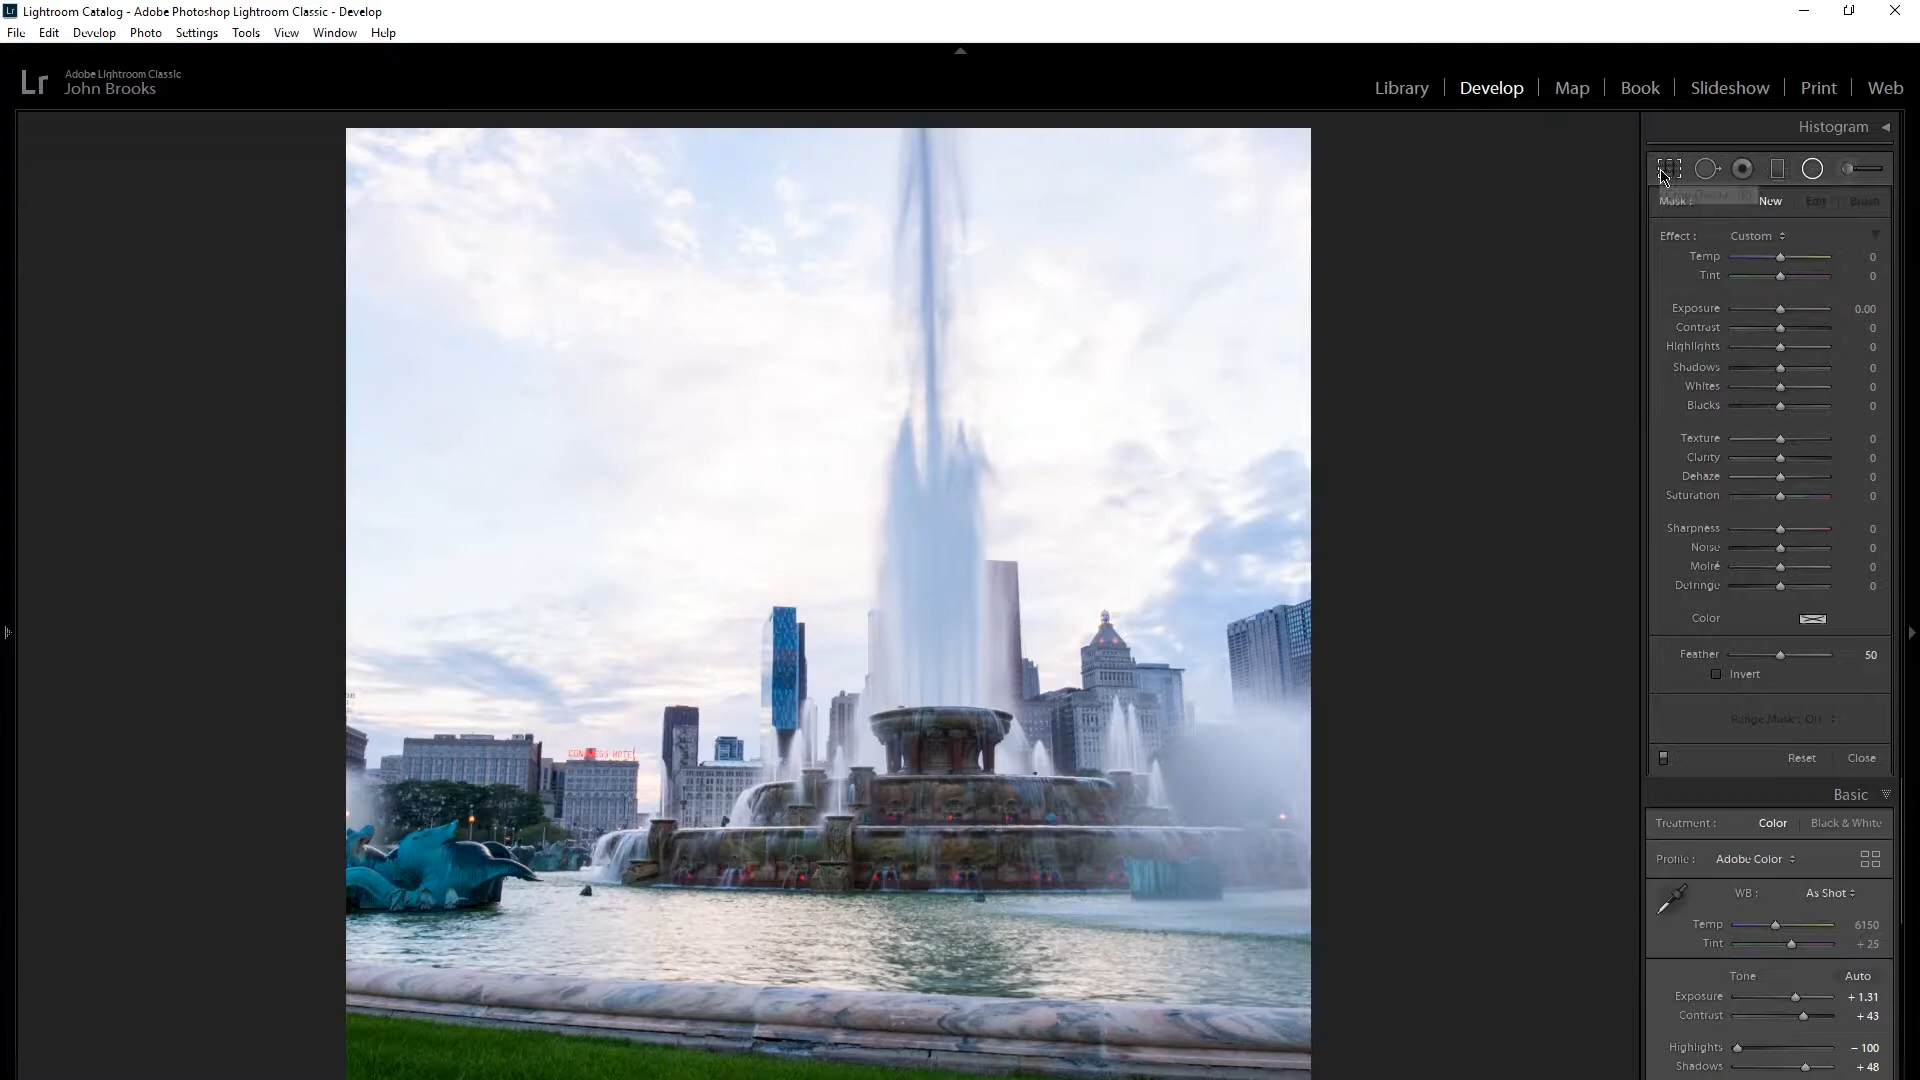 Lightroom Catalog - Adobe Photoshop Lightroom Classic - Develop
File Edit Develop Photo Settings Tools View Window Help
Lr Adobe Lightroom Classic
John Brooks
Library Develop Map Book Slideshow Print Web
Histogram
Mask : New Edit Brush
Effect : Custom
Temp 0
Tint 0
Exposure 0.00
Contrast 0
Highlights 0
Shadows 0
Whites 0
Blacks 0
Texture 0
Clarity 0
Dehaze 0
Saturation 0
Sharpness 0
Noise 0
Moiré 0
Defringe 0
Color
Feather 50
Invert
Range Mask : Off
Reset Close
Basic
Treatment : Color Black & White
Profile : Adobe Color
WB : As Shot
Temp 6150
Tint + 25
Tone Auto
Exposure + 1.31
Contrast + 43
Highlights – 100
Shadows + 48
CONGRESS HOTEL